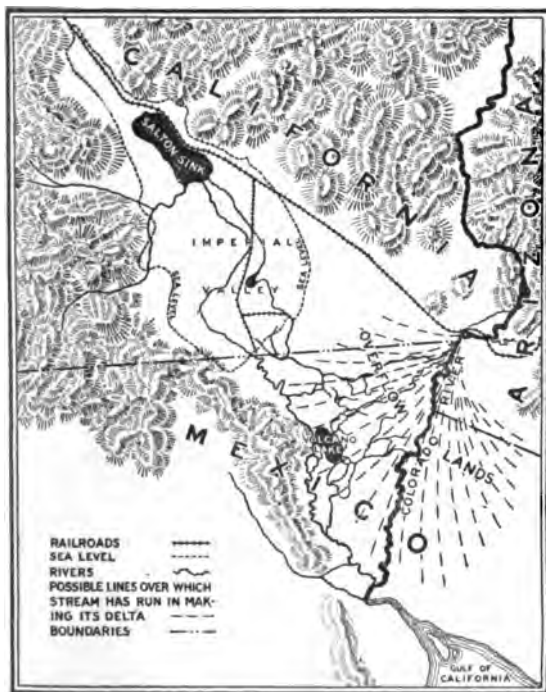 CALIFORNIA
ARIZONA
SALTON SINK
IMPERIAL
VALLEY
SEA LEVEL
SEA LEVEL
OVERFLOW
LANDS
COLORADO RIVER
VOLCANO
LAKE
MEXICO
RAILROADS
SEA LEVEL
RIVERS
POSSIBLE LINES OVER WHICH
STREAM HAS RUN IN MAK-
ING ITS DELTA
BOUNDARIES
GULF OF
CALIFORNIA